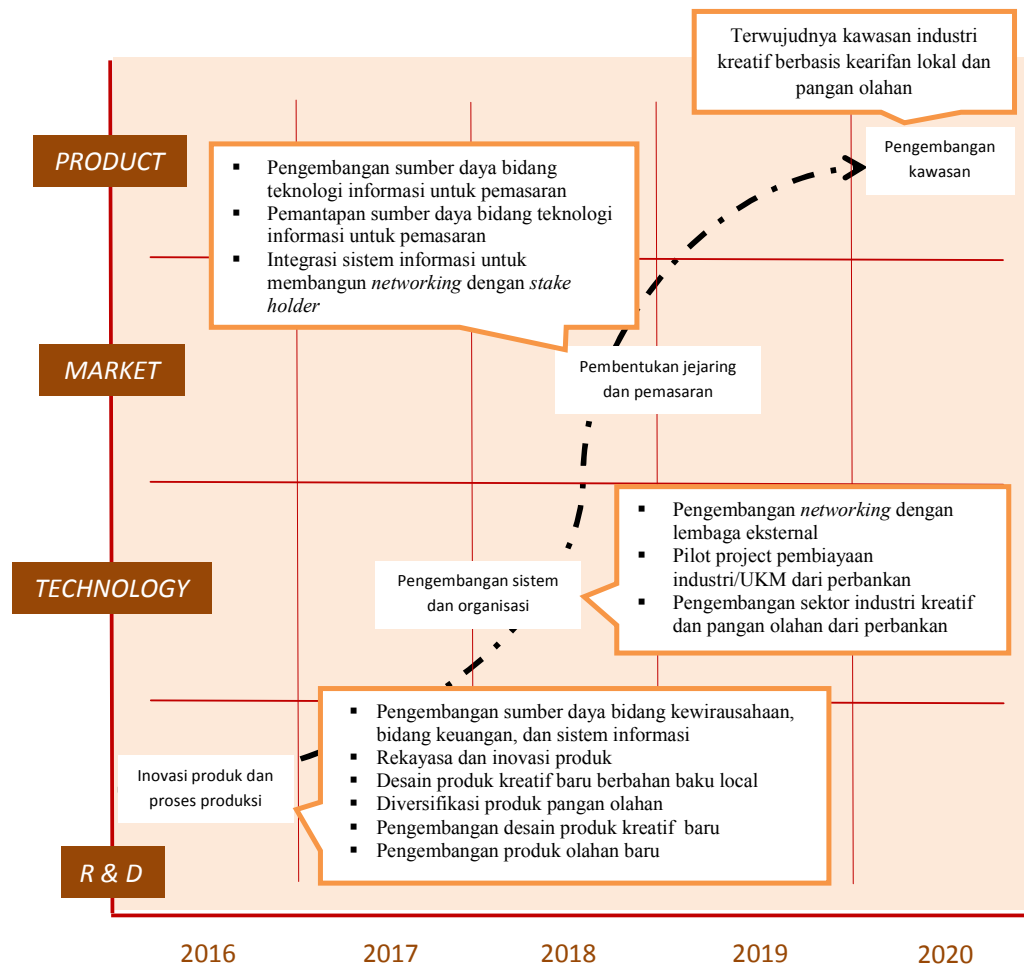 Terwujudnya kawasan industri
kreatif berbasis kearifan lokal dan
pangan olahan
PRODUCT
Pengembangan
kawasan
▪ Pengembangan sumber daya bidang
teknologi informasi untuk pemasaran
▪ Pemantapan sumber daya bidang teknologi
informasi untuk pemasaran
▪ Integrasi sistem informasi untuk
membangun networking dengan stake
holder
MARKET
Pembentukan jejaring
dan pemasaran
▪ Pengembangan networking dengan
lembaga eksternal
▪ Pilot project pembiayaan
industri/UKM dari perbankan
▪ Pengembangan sektor industri kreatif
dan pangan olahan dari perbankan
TECHNOLOGY
Pengembangan sistem
dan organisasi
▪ Pengembangan sumber daya bidang kewirausahaan,
bidang keuangan, dan sistem informasi
▪ Rekayasa dan inovasi produk
▪ Desain produk kreatif baru berbahan baku local
▪ Diversifikasi produk pangan olahan
▪ Pengembangan desain produk kreatif baru
▪ Pengembangan produk olahan baru
Inovasi produk dan
proses produksi
R & D
2016 2017 2018 2019 2020